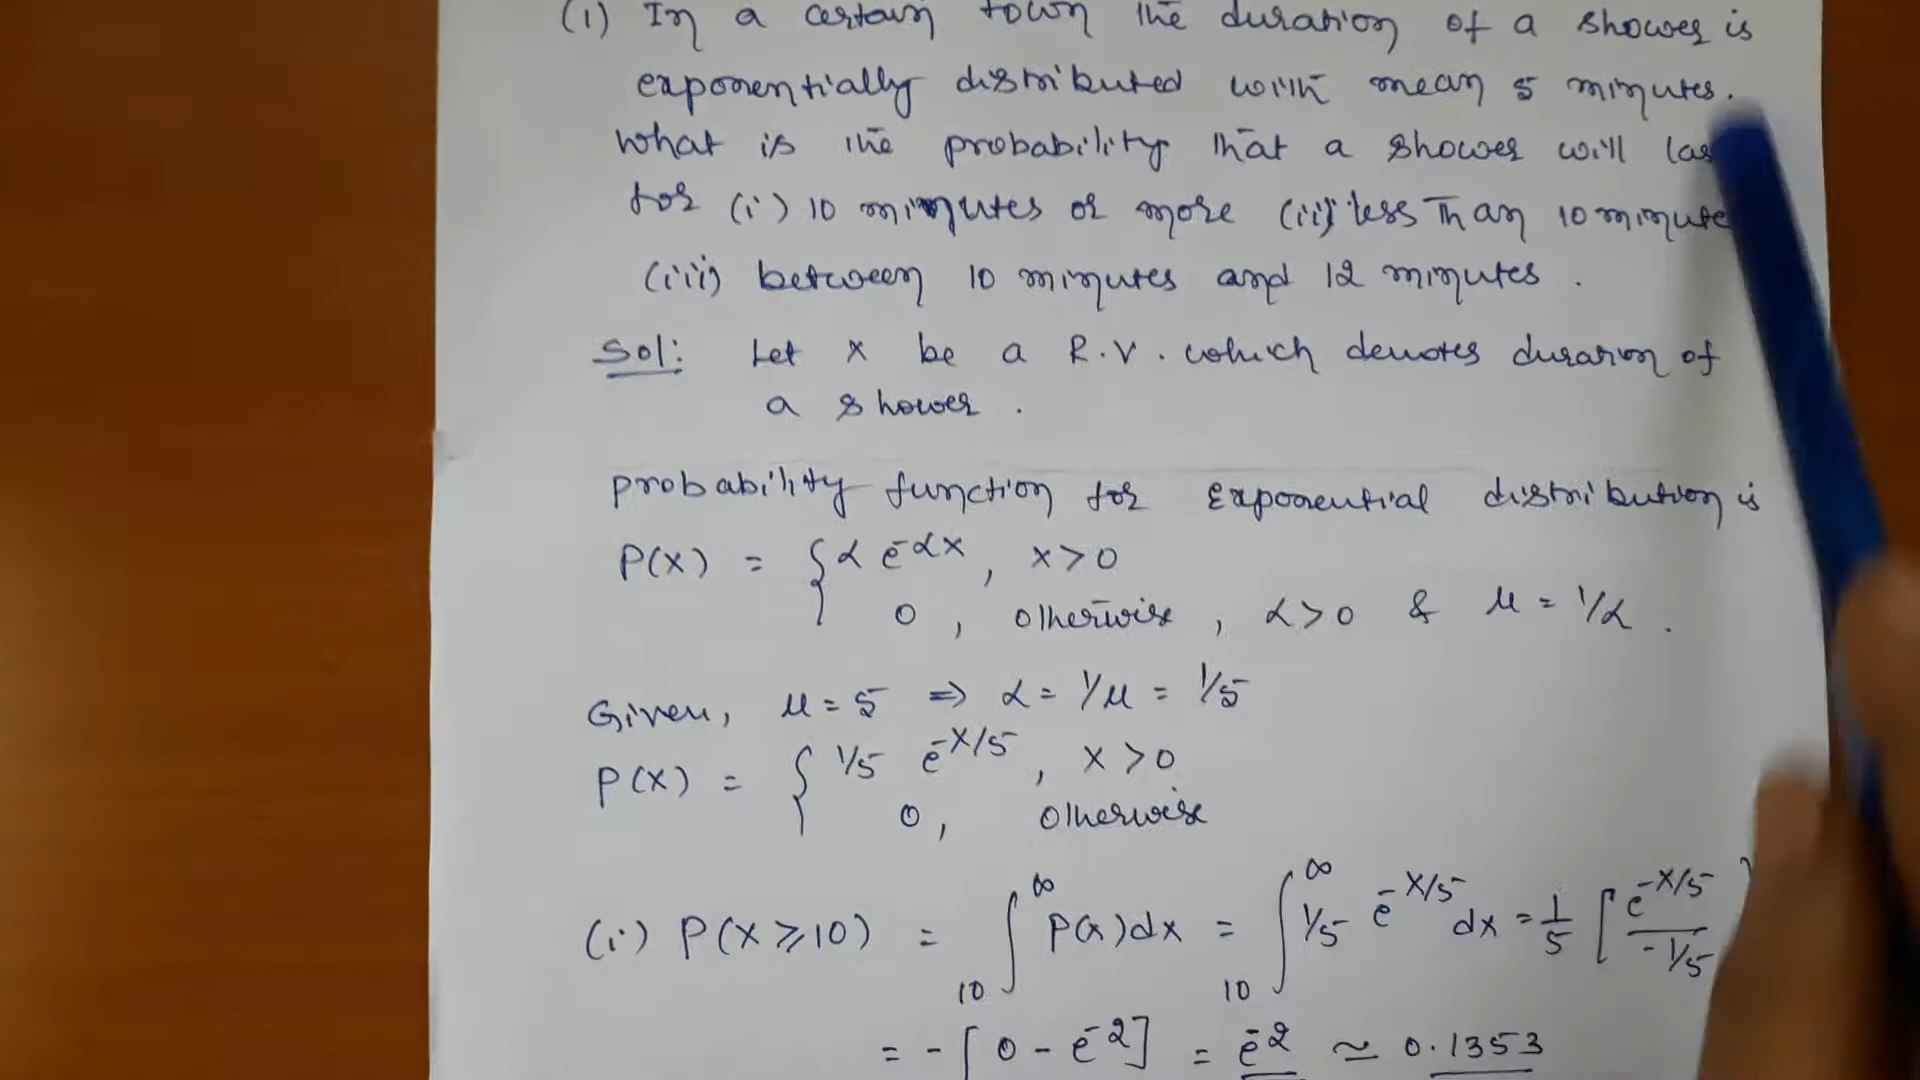 (1) In a certain town the duration of a shower is
exponentially distributed with mean 5 minutes.
What is the probability that a shower will
for (i) 10 minutes or more (ii) less than 10 minute
(iii) between 10 minutes and 12 minutes .
Sol: Let x be a R.V. which denotes duration of
a shower .
probability function for Exponential distribution is
P(x) = { α e^-αx, x>0
0, otherwise, α>0 & μ = 1/α .
Given, μ = 5 => α = 1/μ = 1/5
P(x) = { 1/5 e^-x/5, x>0
0, otherwise
(i) P(x ≥ 10) = ∫_10^∞ P(x)dx = ∫_10^∞ 1/5 e^-x/5 dx = 1/5 [ e^-x/5 / -1/5
= - [ 0 - e^-2 ] = e^-2 ≃ 0.1353